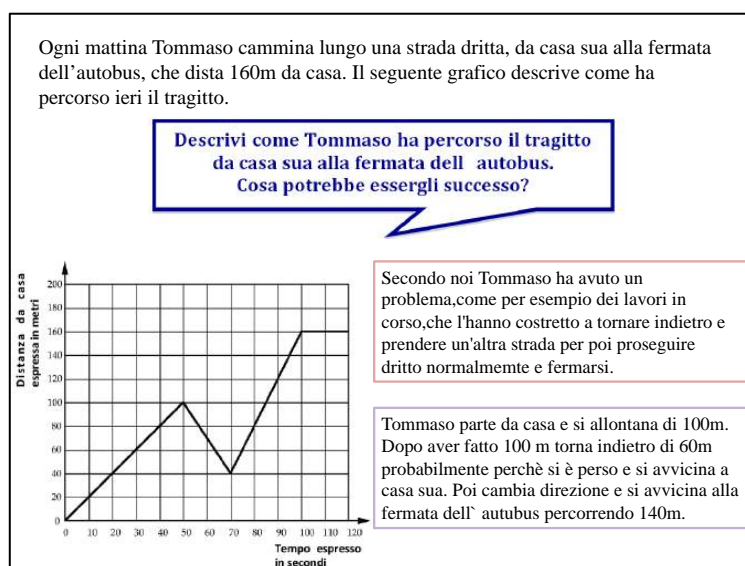 Ogni mattina Tommaso cammina lungo una strada dritta, da casa sua alla fermata
dell'autobus, che dista 160m da casa. Il seguente grafico descrive come ha
percorso ieri il tragitto.
Descrivi come Tommaso ha percorso il tragitto
da casa sua alla fermata dell autobus.
Cosa potrebbe essergli successo?
Distanza da casa
espressa in metri
200
180
160
140
120
100
80
60
40
20
0
0 10 20 30 40 50 60 70 80 90 100 110 120
Tempo espresso
in secondi
Secondo noi Tommaso ha avuto un
problema,come per esempio dei lavori in
corso,che l'hanno costretto a tornare indietro e
prendere un'altra strada per poi proseguire
dritto normalmemte e fermarsi.
Tommaso parte da casa e si allontana di 100m.
Dopo aver fatto 100 m torna indietro di 60m
probabilmente perchè si è perso e si avvicina a
casa sua. Poi cambia direzione e si avvicina alla
fermata dell` autubus percorrendo 140m.